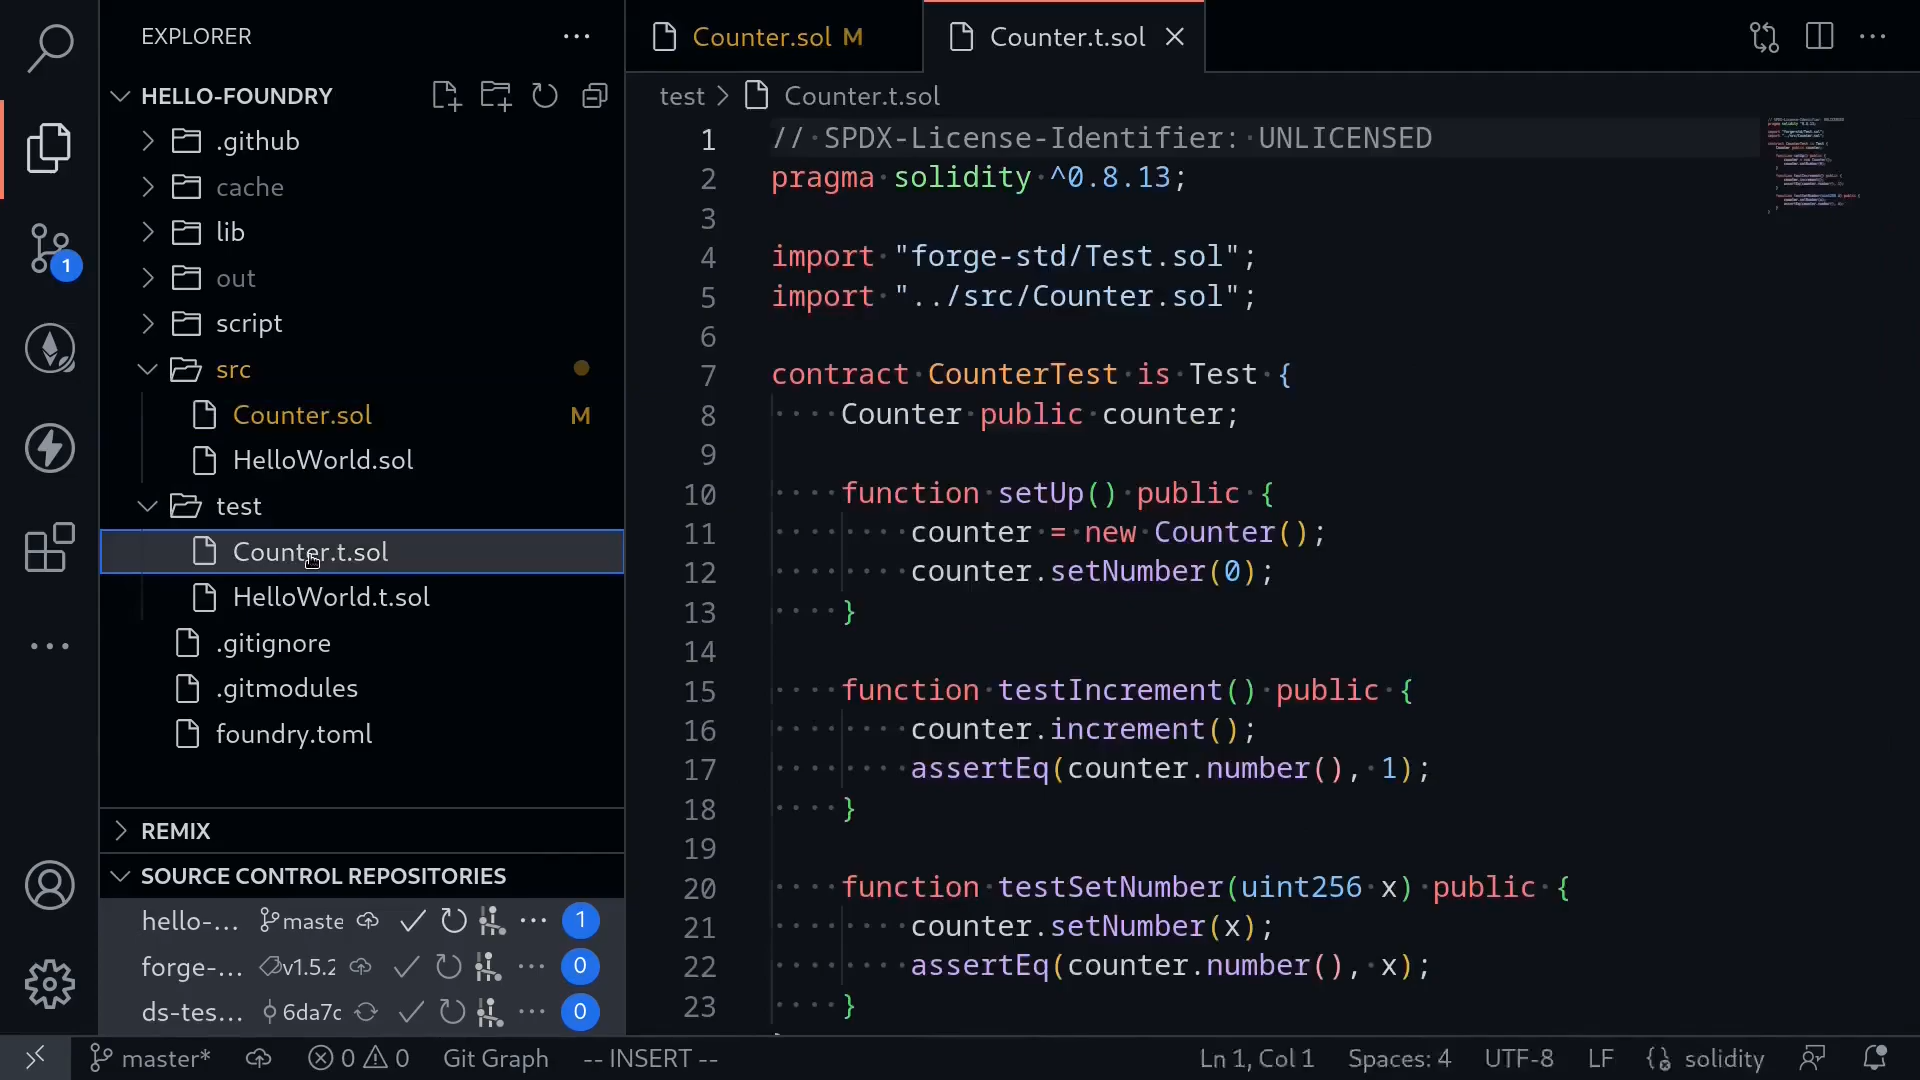 EXPLORER
HELLO-FOUNDRY
.github
cache
lib
out
script
src
Counter.sol M
HelloWorld.sol
test
Counter.t.sol
HelloWorld.t.sol
.gitignore
.gitmodules
foundry.toml
REMIX
SOURCE CONTROL REPOSITORIES
hello-... maste 1
forge-... v1.5.2 0
ds-tes... 6da7c 0
1
Counter.sol M
Counter.t.sol
test > Counter.t.sol
1 // SPDX-License-Identifier: UNLICENSED
2 pragma solidity ^0.8.13;
3
4 import "forge-std/Test.sol";
5 import "../src/Counter.sol";
6
7 contract CounterTest is Test {
8     Counter public counter;
9
10     function setUp() public {
11         counter = new Counter();
12         counter.setNumber(0);
13     }
14
15     function testIncrement() public {
16         counter.increment();
17         assertEq(counter.number(), 1);
18     }
19
20     function testSetNumber(uint256 x) public {
21         counter.setNumber(x);
22         assertEq(counter.number(), x);
23     }
master* 0 0 Git Graph -- INSERT -- Ln 1, Col 1 Spaces: 4 UTF-8 LF solidity